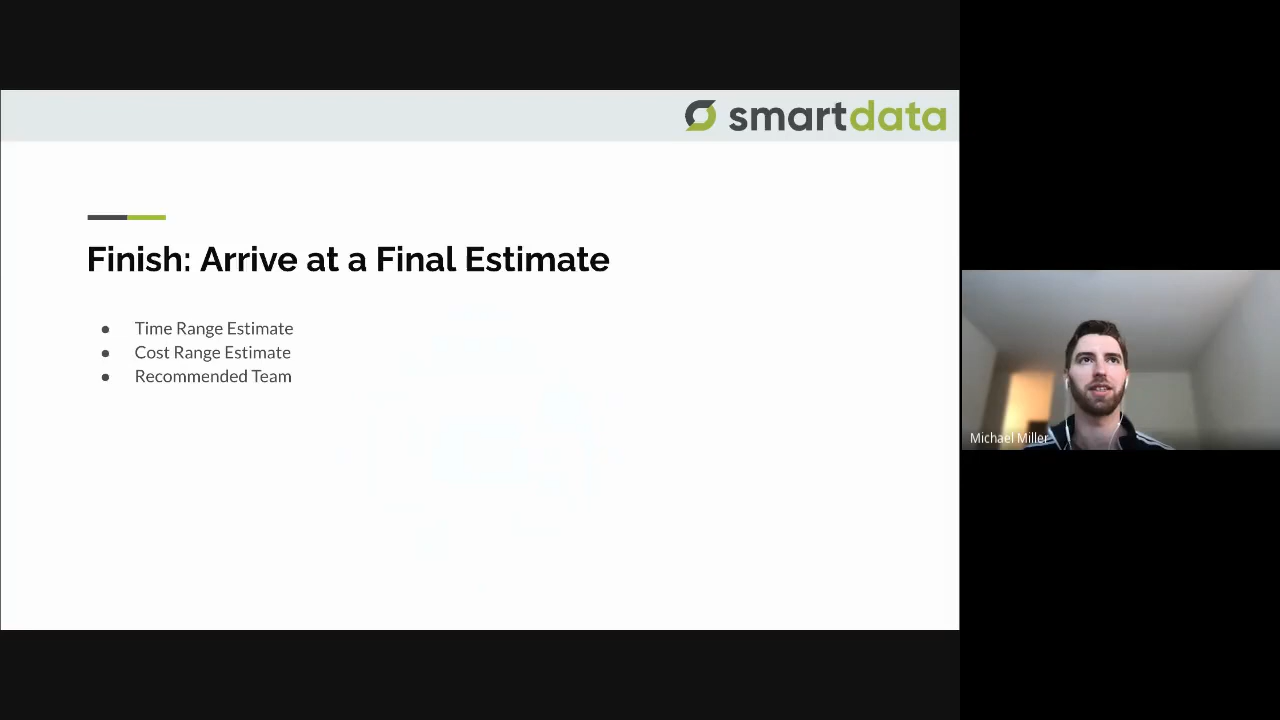 smartdata
Finish: Arrive at a Final Estimate
● Time Range Estimate
● Cost Range Estimate
● Recommended Team
Michael Miller